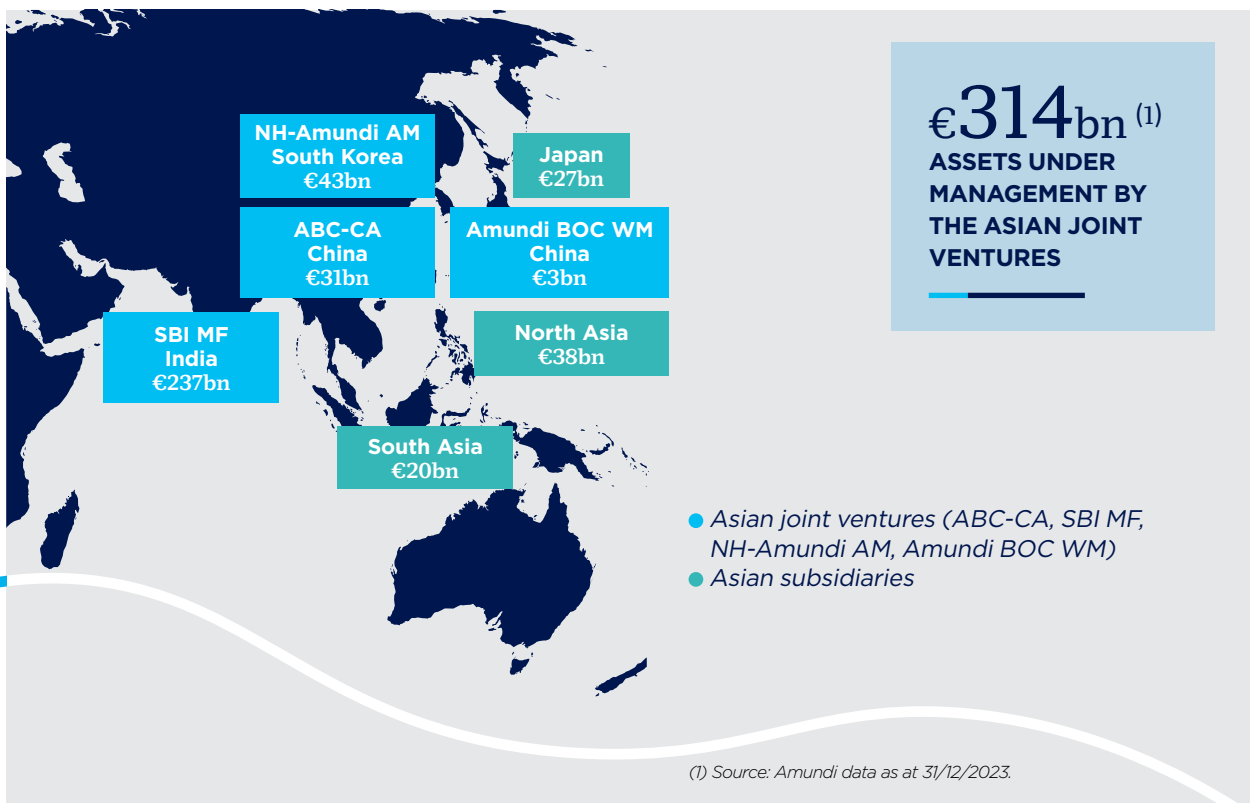 NH-Amundi AM
South Korea
€43bn
Japan
€27bn
ABC-CA
China
€31bn
Amundi BOC WM
China
€3bn
SBI MF
India
€237bn
North Asia
€38bn
South Asia
€20bn
€314bn (1)
ASSETS UNDER
MANAGEMENT BY
THE ASIAN JOINT
VENTURES
Asian joint ventures (ABC-CA, SBI MF,
NH-Amundi AM, Amundi BOC WM)
Asian subsidiaries
(1) Source: Amundi data as at 31/12/2023.